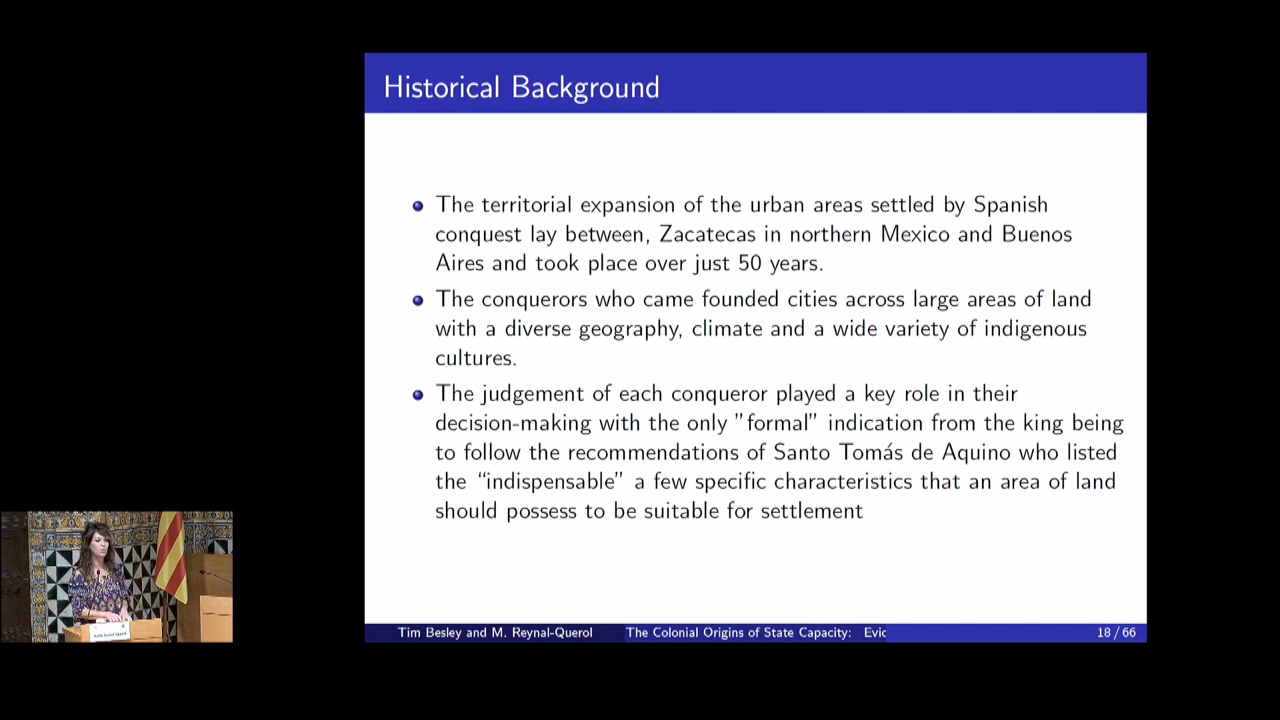 Historical Background
The territorial expansion of the urban areas settled by Spanish
conquest lay between, Zacatecas in northern Mexico and Buenos
Aires and took place over just 50 years.
The conquerors who came founded cities across large areas of land
with a diverse geography, climate and a wide variety of indigenous
cultures.
The judgement of each conqueror played a key role in their
decision-making with the only ”formal” indication from the king being
to follow the recommendations of Santo Tomás de Aquino who listed
the “indispensable” a few specific characteristics that an area of land
should possess to be suitable for settlement
Tim Besley and M. Reynal-Querol The Colonial Origins of State Capacity: Evic 18 / 66